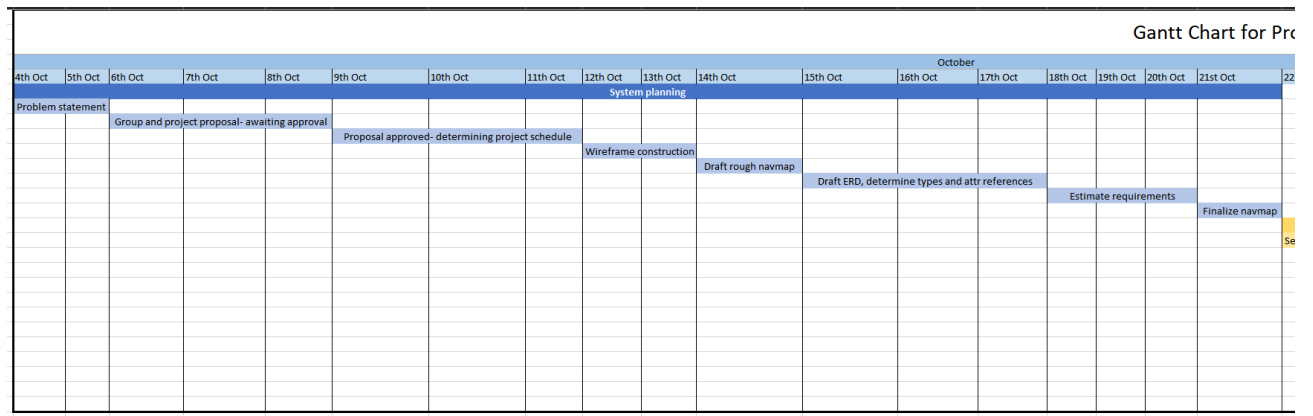 Gantt Chart for Pro
October
4th Oct 5th Oct 6th Oct 7th Oct 8th Oct 9th Oct 10th Oct 11th Oct 12th Oct 13th Oct 14th Oct 15th Oct 16th Oct 17th Oct 18th Oct 19th Oct 20th Oct 21st Oct 22
System planning
Problem statement
Group and project proposal- awaiting approval
Proposal approved- determining project schedule
Wireframe construction
Draft rough navmap
Draft ERD, determine types and attr references
Estimate requirements
Finalize navmap
Se